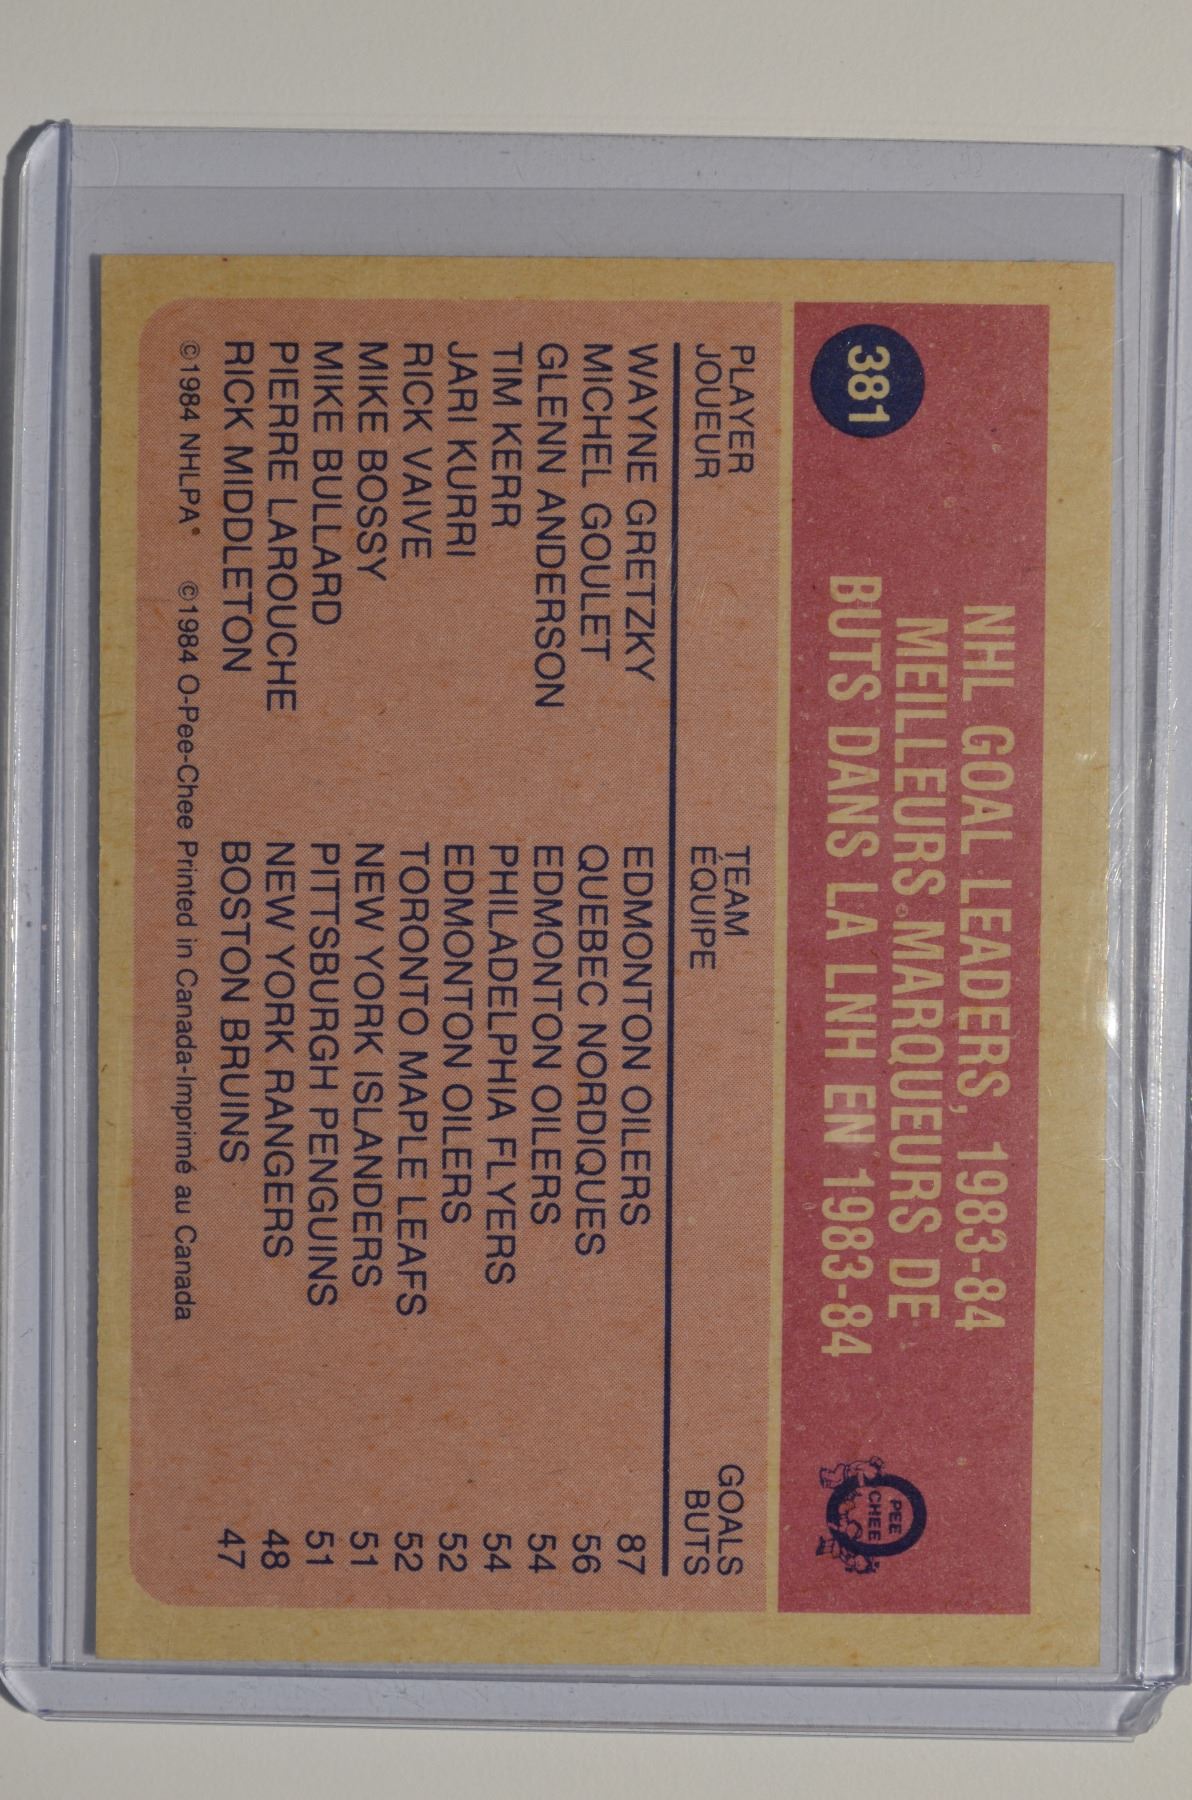 381
NHL GOAL LEADERS, 1983-84
MEILLEURS MARQUEURS DE
BUTS DANS LA LNH EN 1983-84
PEE
CHEE
PLAYER TEAM GOALS
JOUEUR ÉQUIPE BUTS
WAYNE GRETZKY EDMONTON OILERS 87
MICHEL GOULET QUEBEC NORDIQUES 56
GLENN ANDERSON EDMONTON OILERS 54
TIM KERR PHILADELPHIA FLYERS 54
JARI KURRI EDMONTON OILERS 52
RICK VAIVE TORONTO MAPLE LEAFS 52
MIKE BOSSY NEW YORK ISLANDERS 51
MIKE BULLARD PITTSBURGH PENGUINS 51
PIERRE LAROUCHE NEW YORK RANGERS 48
RICK MIDDLETON BOSTON BRUINS 47
©1984 NHLPA* ©1984 O-Pee-Chee Printed in Canada-Imprimé au Canada